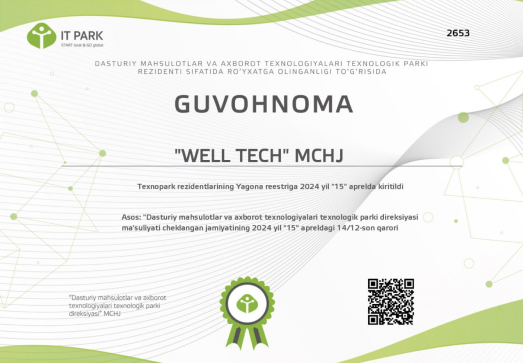 IT PARK
START local & GO global
2653
DASTURIY MAHSULOTLAR VA AXBOROT TEXNOLOGIYALARI TEXNOLOGIK PARKI
REZIDENTI SIFATIDA RO'YXATGA OLINGANLIGI TO'G'RISIDA
GUVOHNOMA
"WELL TECH" MCHJ
Texnopark rezidentlarining Yagona reestriga 2024 yil "15" aprelda kiritildi
Asos: "Dasturiy mahsulotlar va axborot texnologiyalari texnologik parki direksiyasi
ma'suliyati cheklangan jamiyatining 2024 yil "15" apreldagi 14/12-son qarori
"Dasturiy mahsulotlar va axborot
texnologiyalari texnologik parki
direksiyasi" MCHJ